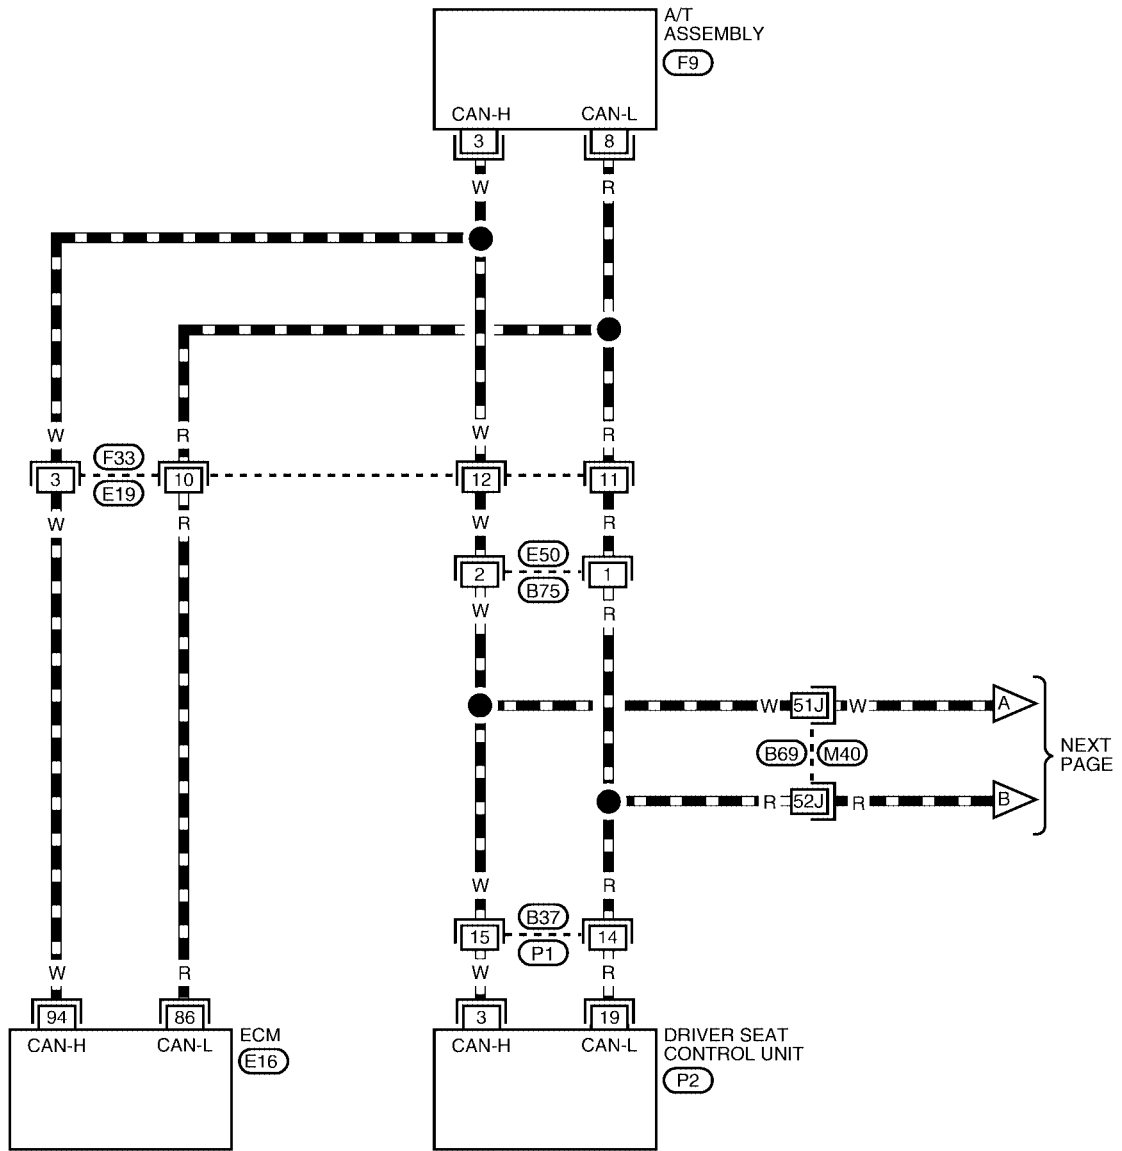 A/T
ASSEMBLY
F9
CAN-H
CAN-L
3
8
W
R
W
R
W
R
F33
3
10
12
11
E19
W
R
W
R
E50
2
1
B75
W
R
W
51J
W
A
B69
M40
NEXT
PAGE
R
52J
R
B
W
R
B37
15
14
P1
W
R
W
R
94
86
3
19
ECM
E16
CAN-H
CAN-L
CAN-H
CAN-L
DRIVER SEAT
CONTROL UNIT
P2